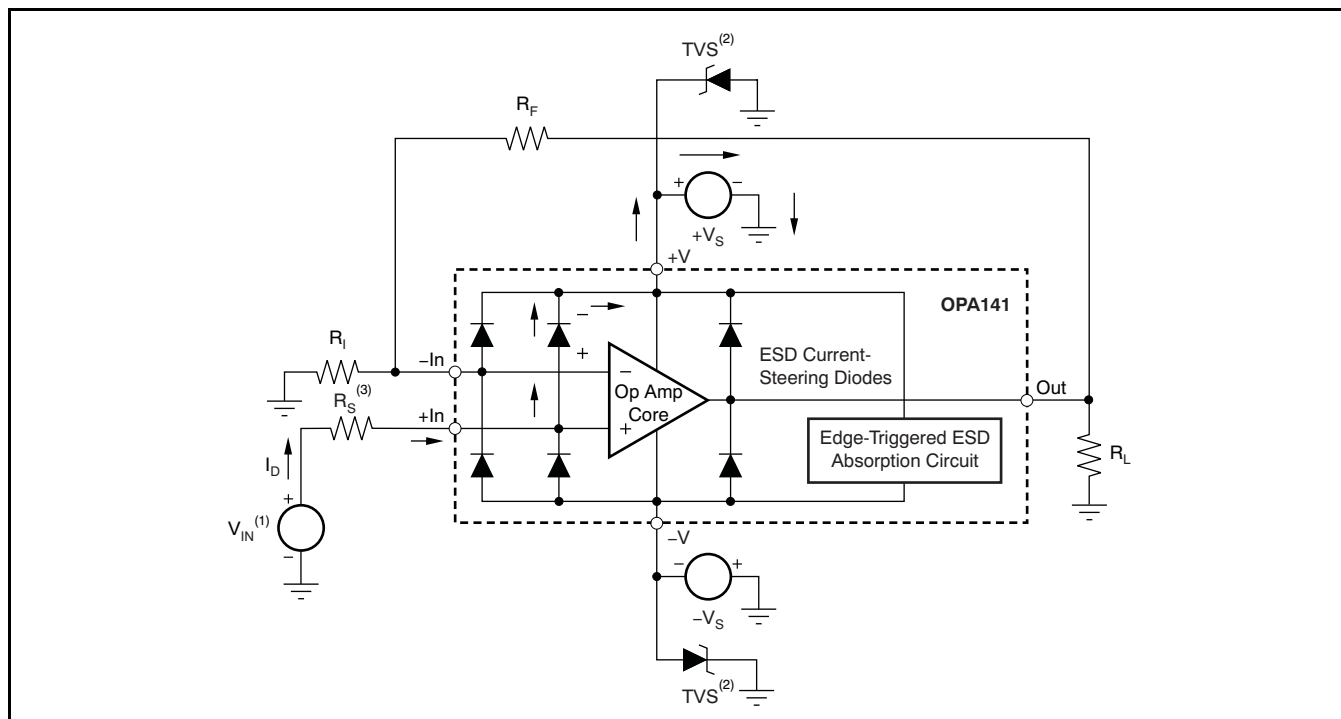 TVS(2)
RF
+ −
+VS
+V
OPA141
−
+
RI
−In
−
Op Amp
Core
+
ESD Current-
Steering Diodes
Out
RS(3)
+In
Edge-Triggered ESD
Absorption Circuit
RL
ID
+
VIN(1)
−
−V
− +
−VS
TVS(2)